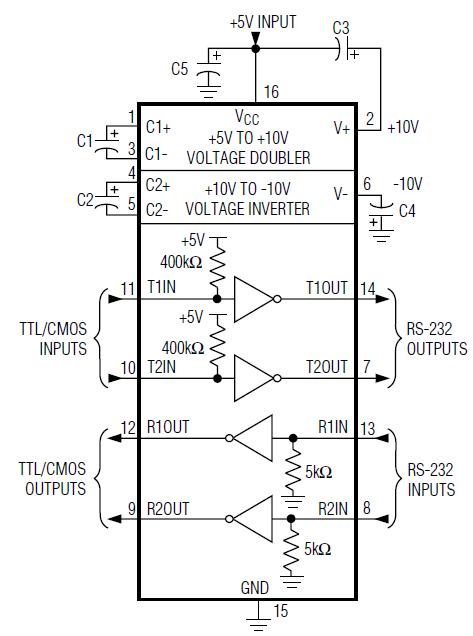 +5V INPUT
C3
+
C5
+
16
1
C1+
VCC
2
+10V
C1
+
+5V TO +10V
V+
3
C1-
VOLTAGE DOUBLER
4
C2+
+10V TO -10V
6
-10V
C2
+
V-
5
C2-
VOLTAGE INVERTER
C4
+
+5V
400kΩ
11
T1IN
T1OUT
14
+5V
TTL/CMOS
INPUTS
RS-232
OUTPUTS
400kΩ
10
T2IN
T2OUT
7
12
R1OUT
R1IN
13
TTL/CMOS
OUTPUTS
5kΩ
RS-232
INPUTS
9
R2OUT
R2IN
8
5kΩ
GND
15